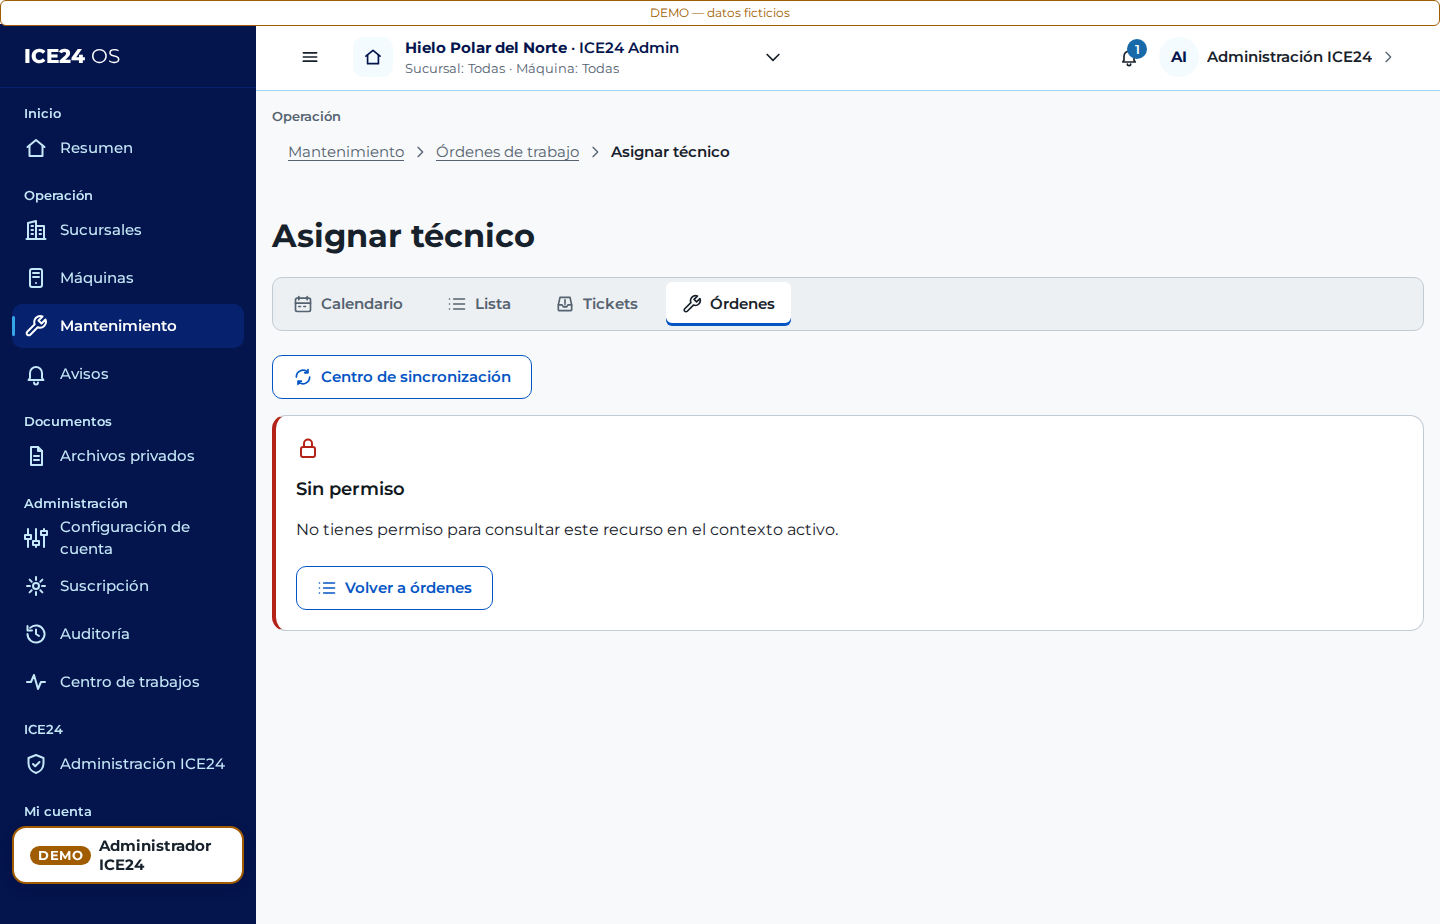 DEMO — datos ficticios
ICE24 OS
Inicio
Resumen
Operación
Sucursales
Máquinas
Mantenimiento
Avisos
Documentos
Archivos privados
Administración
Configuración de
cuenta
Suscripción
Auditoría
Centro de trabajos
ICE24
Administración ICE24
Mi cuenta
DEMO
Administrador
ICE24
Hielo Polar del Norte · ICE24 Admin
Sucursal: Todas · Máquina: Todas
1
AI
Administración ICE24
Operación
Mantenimiento
Órdenes de trabajo
Asignar técnico
Asignar técnico
Calendario
Lista
Tickets
Órdenes
Centro de sincronización
Sin permiso
No tienes permiso para consultar este recurso en el contexto activo.
Volver a órdenes